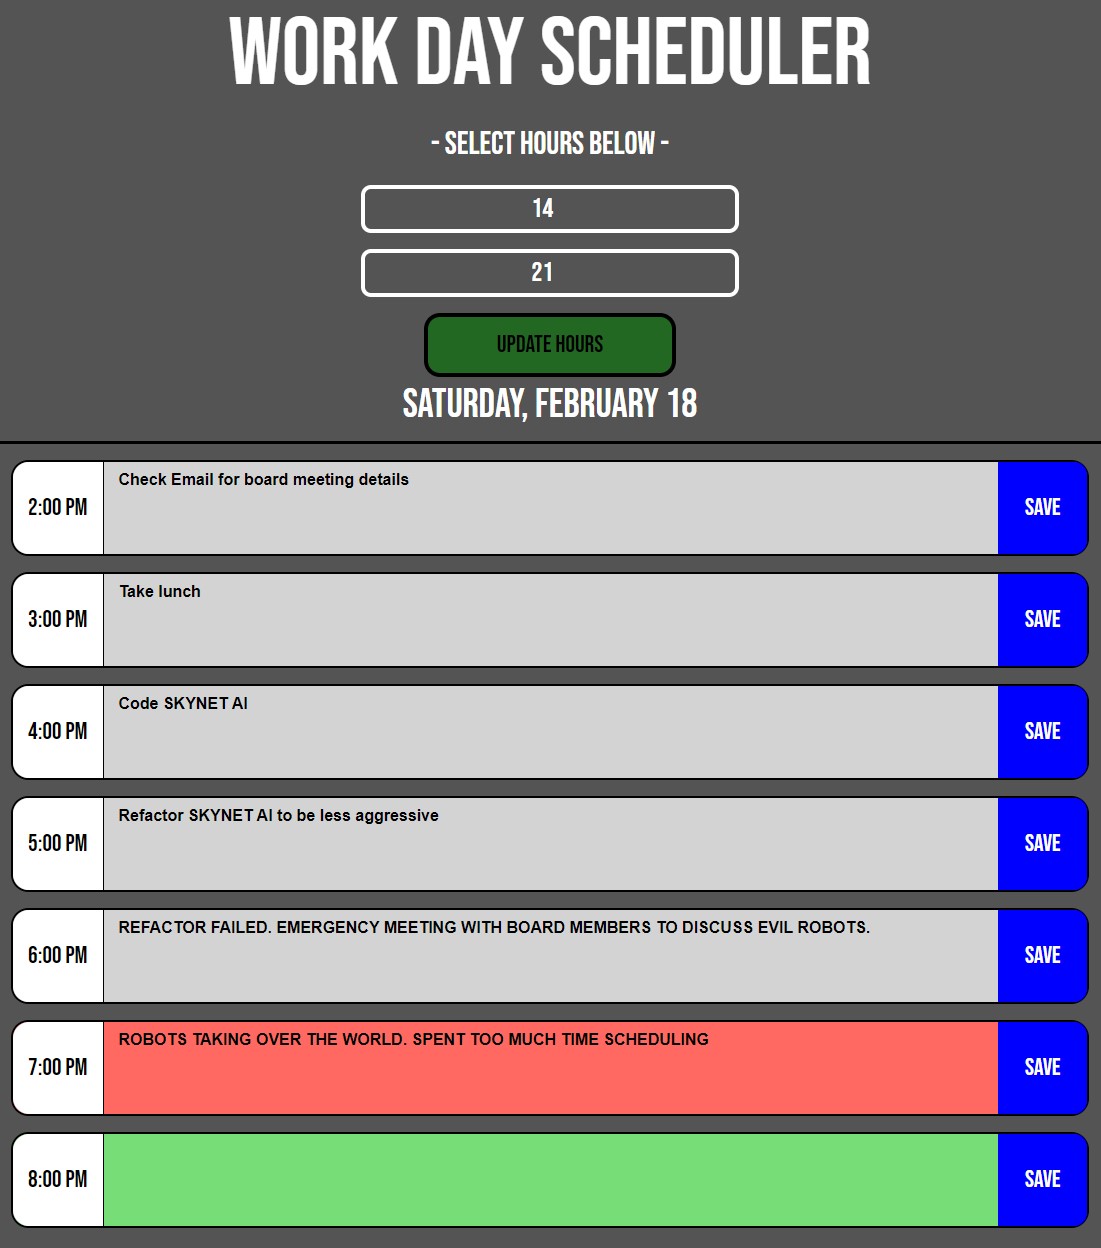 WORK DAY SCHEDULER
- SELECT HOURS BELOW -
14
21
UPDATE HOURS
SATURDAY, FEBRUARY 18
2:00 PM Check Email for board meeting details SAVE
3:00 PM Take lunch SAVE
4:00 PM Code SKYNET AI SAVE
5:00 PM Refactor SKYNET AI to be less aggressive SAVE
6:00 PM REFACTOR FAILED. EMERGENCY MEETING WITH BOARD MEMBERS TO DISCUSS EVIL ROBOTS. SAVE
7:00 PM ROBOTS TAKING OVER THE WORLD. SPENT TOO MUCH TIME SCHEDULING SAVE
8:00 PM SAVE